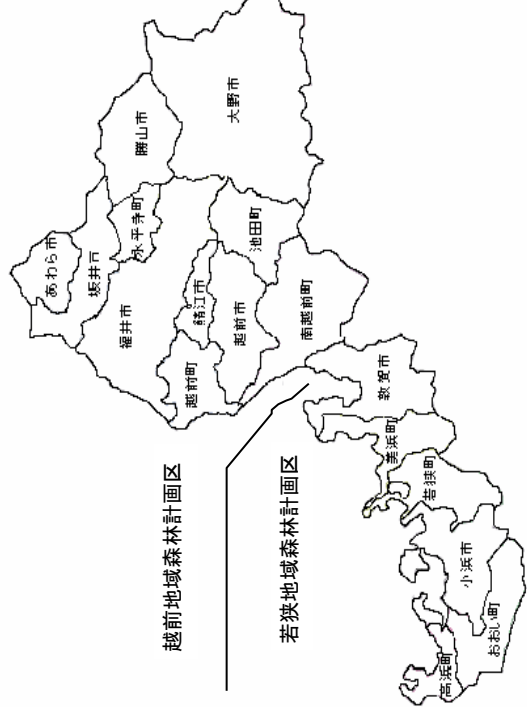 あわら市
坂井市
勝山市
永平寺町
大野市
福井市
鯖江市
池田町
越前町
越前市
南越前町
越前地域森林計画区
若狭地域森林計画区
敦賀市
美浜町
若狭町
小浜市
おおい町
高浜町